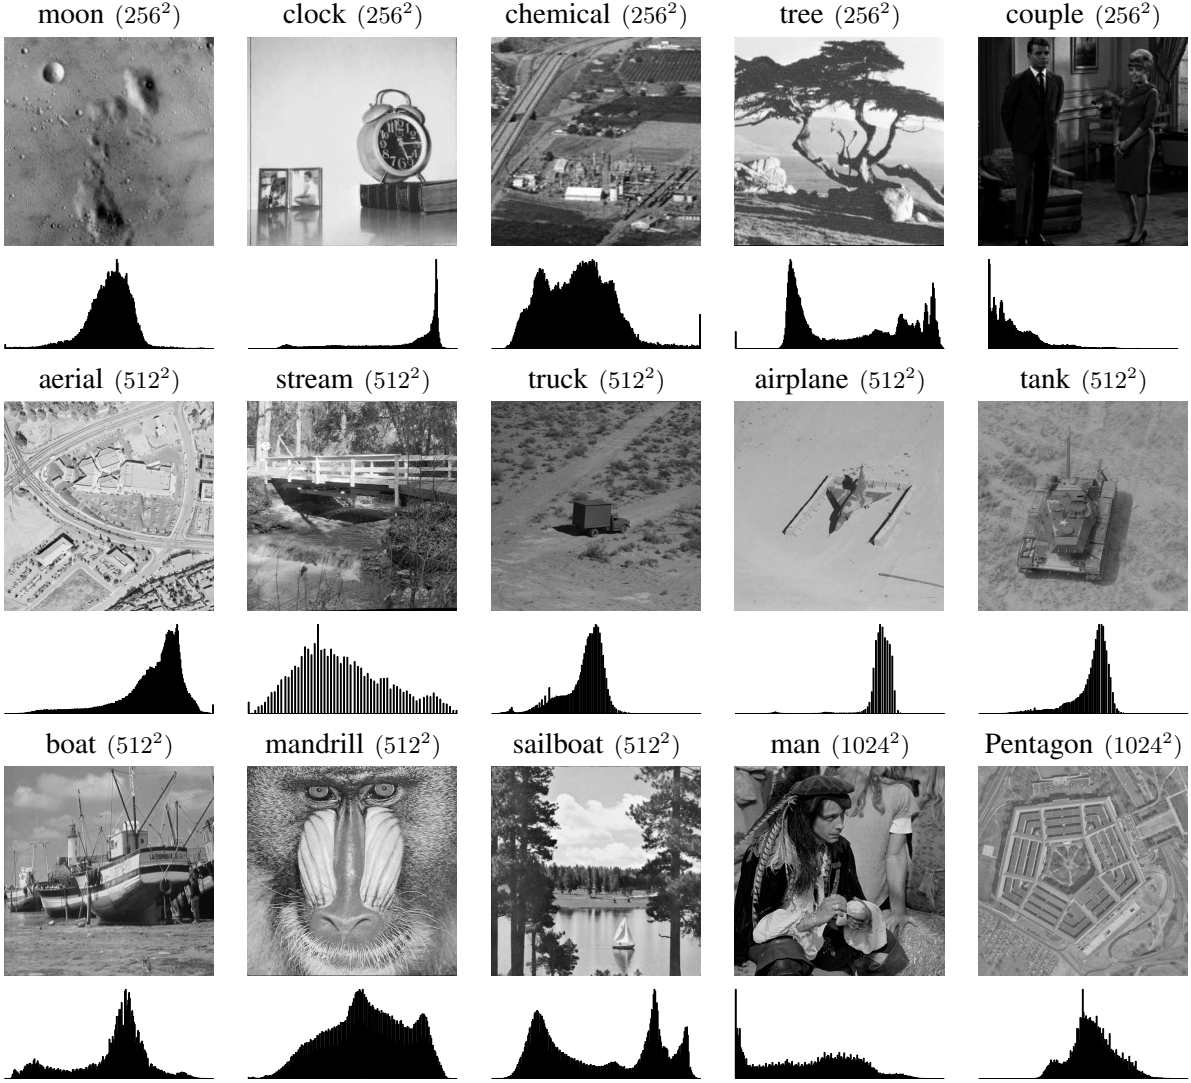 moon (256²) clock (256²) chemical (256²) tree (256²) couple (256²)
aerial (512²) stream (512²) truck (512²) airplane (512²) tank (512²)
boat (512²) mandrill (512²) sailboat (512²) man (1024²) Pentagon (1024²)